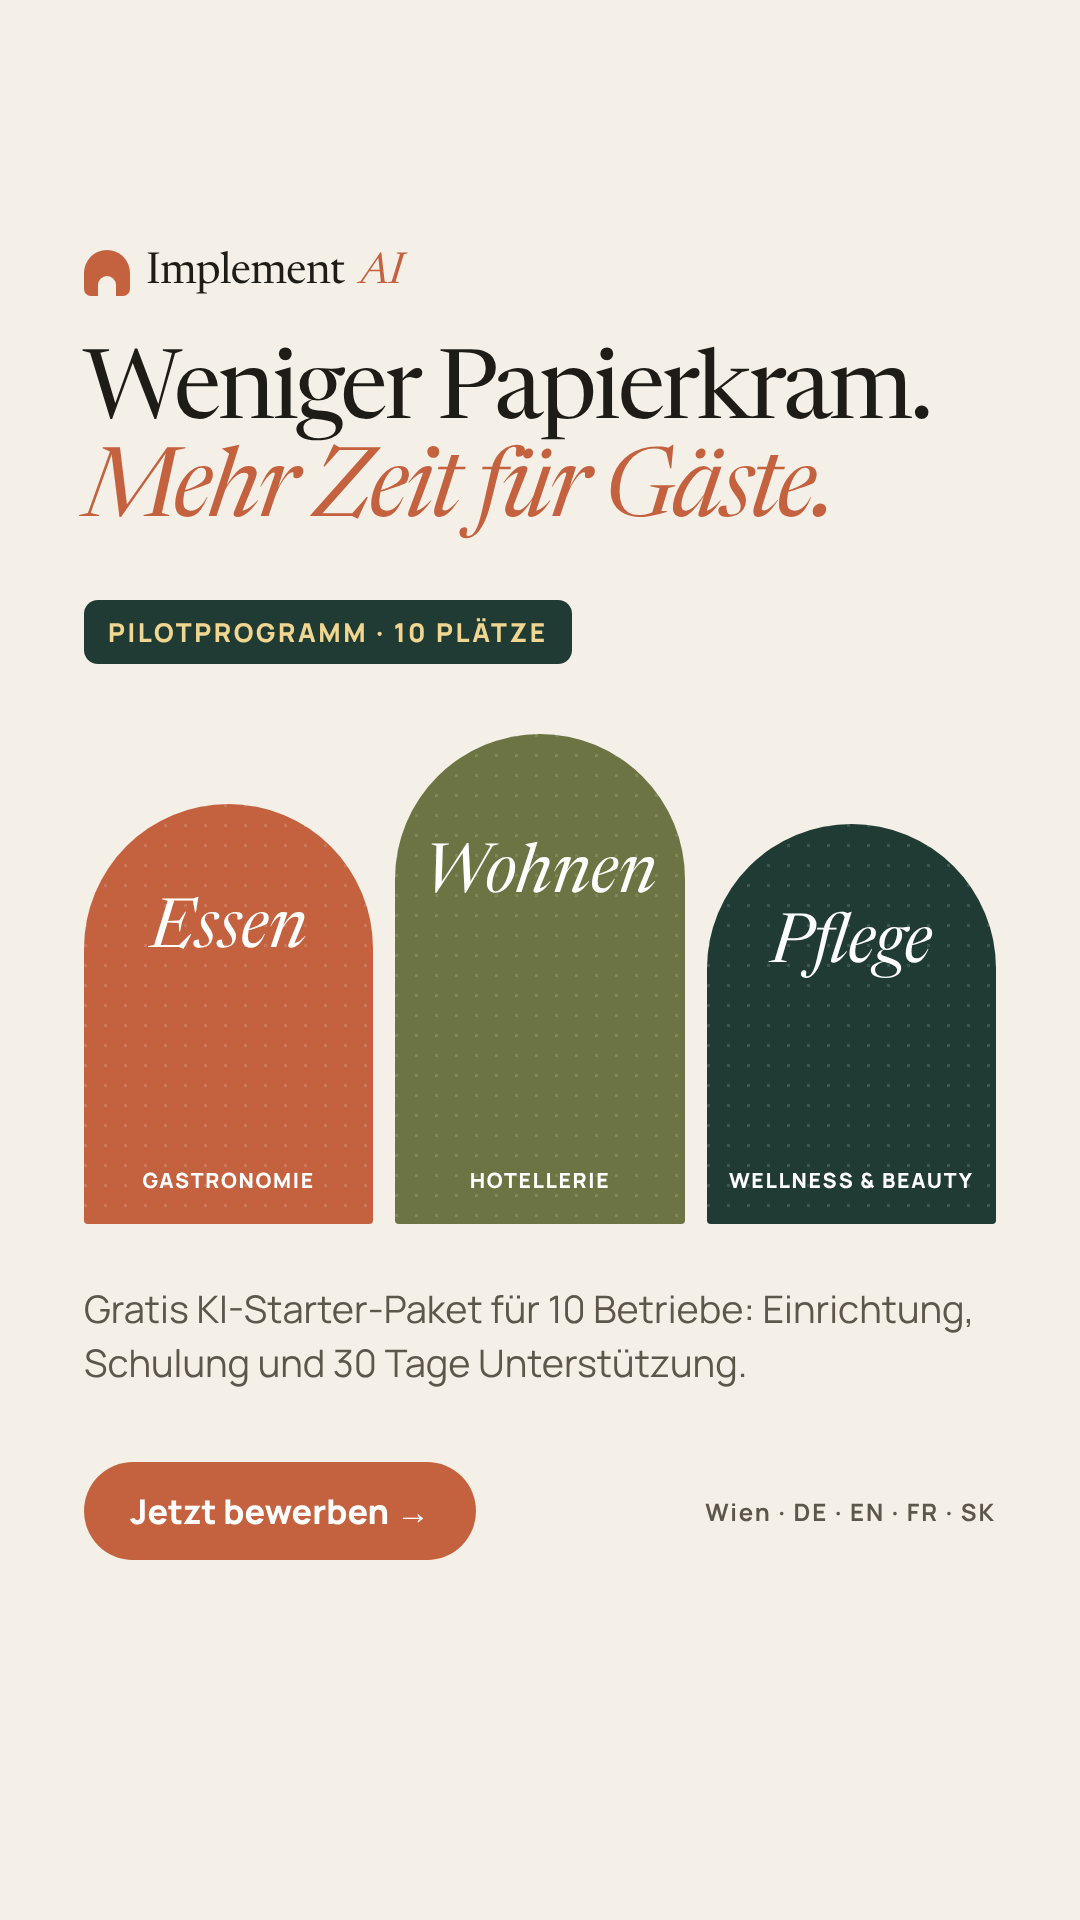 Implement AI
Weniger Papierkram.
Mehr Zeit für Gäste.
PILOTPROGRAMM · 10 PLÄTZE
Essen
Wohnen
Pflege
GASTRONOMIE
HOTELLERIE
WELLNESS & BEAUTY
Gratis KI-Starter-Paket für 10 Betriebe: Einrichtung,
Schulung und 30 Tage Unterstützung.
Jetzt bewerben →
Wien · DE · EN · FR · SK